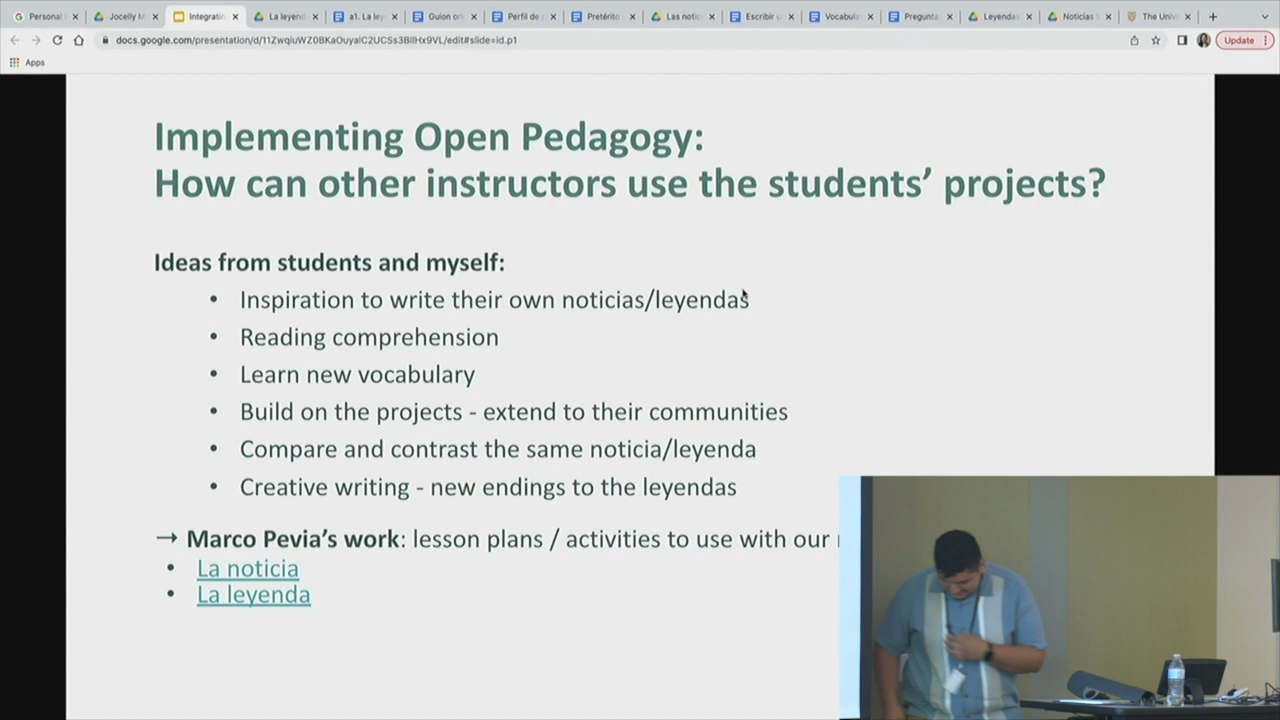 Personal
Jocelly M
Integratin
La leyend
a1. La ley
Guion ori
Perfil de
Pretérito
Las notic
Escribir u
Vocabula
Pregunta
Leyendas
Noticias
The Unive
docs.google.com/presentation/d/11ZwqiuWZ0BKaOuyalC2UCSs3BIlHx9VL/edit#slide=id.p1
Update
Apps
Implementing Open Pedagogy:
How can other instructors use the students’ projects?
Ideas from students and myself:
• Inspiration to write their own noticias/leyendas
• Reading comprehension
• Learn new vocabulary
• Build on the projects - extend to their communities
• Compare and contrast the same noticia/leyenda
• Creative writing - new endings to the leyendas
→ Marco Pevia’s work: lesson plans / activities to use with our
• La noticia
• La leyenda